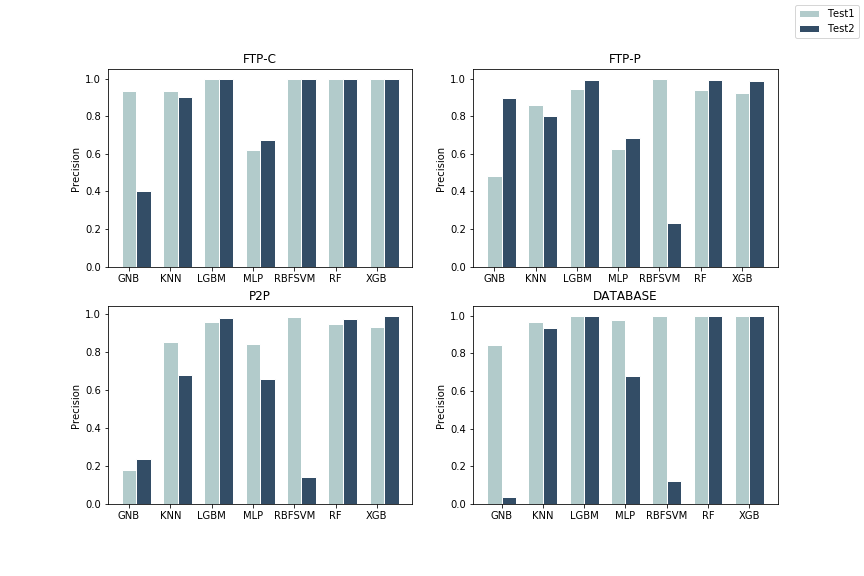 Test1
Test2
FTP-C
1.0
0.8
0.6
0.4
0.2
0.0
Precision
GNB KNN LGBM MLP RBFSVM RF XGB
FTP-P
1.0
0.8
0.6
0.4
0.2
0.0
Precision
GNB KNN LGBM MLP RBFSVM RF XGB
P2P
1.0
0.8
0.6
0.4
0.2
0.0
Precision
GNB KNN LGBM MLP RBFSVM RF XGB
DATABASE
1.0
0.8
0.6
0.4
0.2
0.0
Precision
GNB KNN LGBM MLP RBFSVM RF XGB